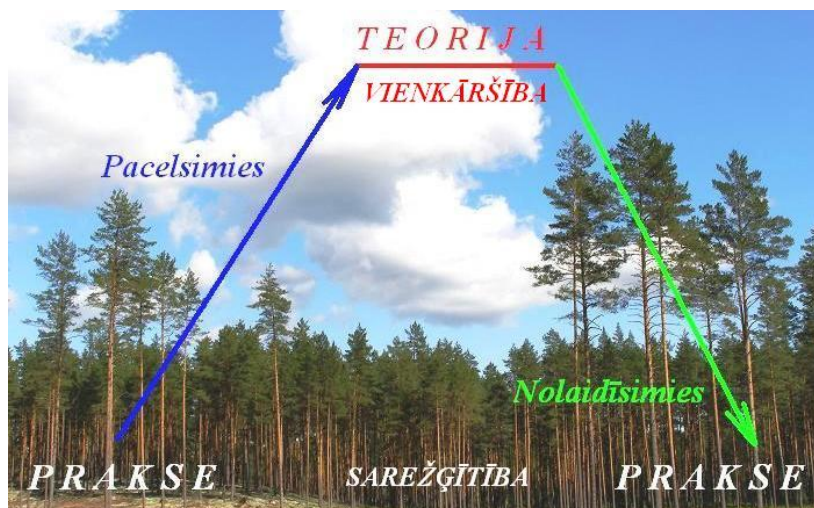 TEORIJA
VIENKĀRŠĪBA
Pacelsimies
Nolaidīsimies
PRAKSE
SAREŽĢĪTĪBA
PRAKSE